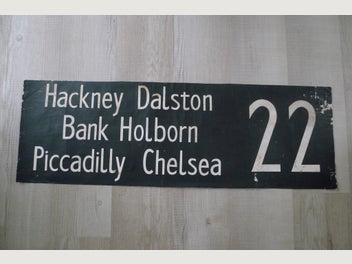 Hackney Dalston
Bank Holborn
Piccadilly Chelsea
22